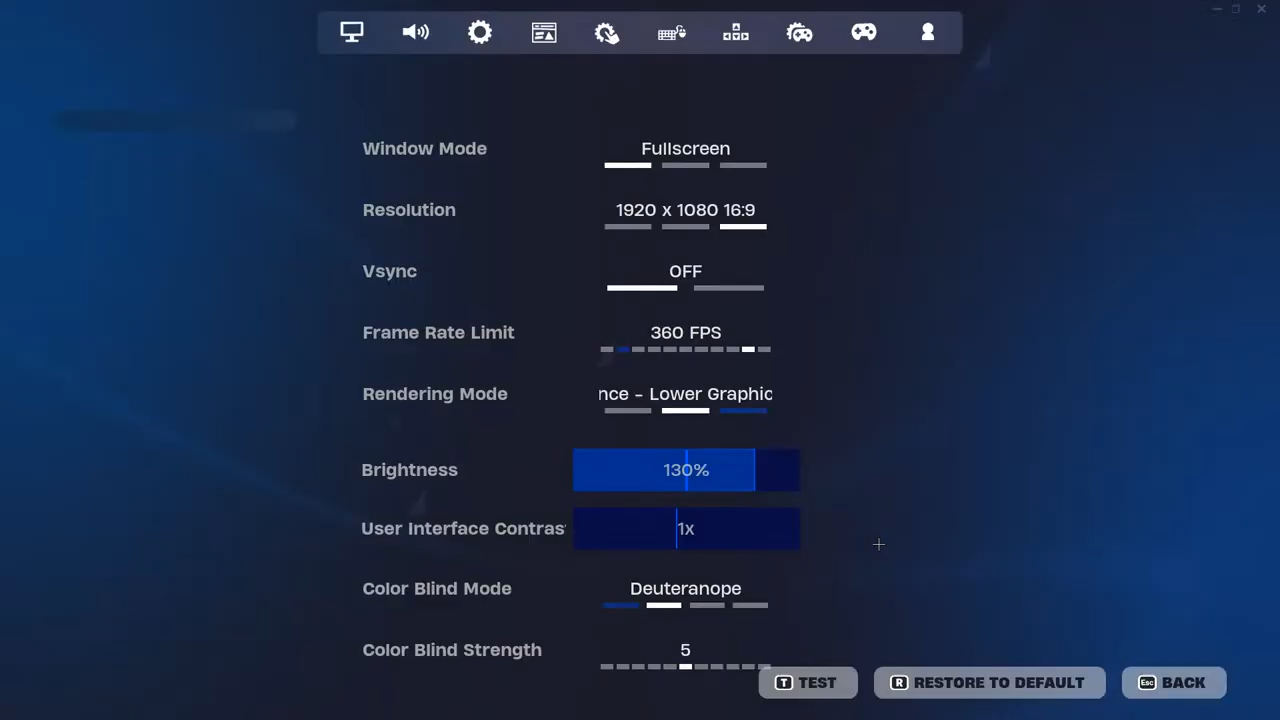 Window Mode
Fullscreen
Resolution
1920 x 1080 16:9
Vsync
OFF
Frame Rate Limit
360 FPS
Rendering Mode
nce - Lower Graphic
Brightness
130%
User Interface Contras
1x
Color Blind Mode
Deuteranope
Color Blind Strength
5
T TEST
R RESTORE TO DEFAULT
Esc BACK